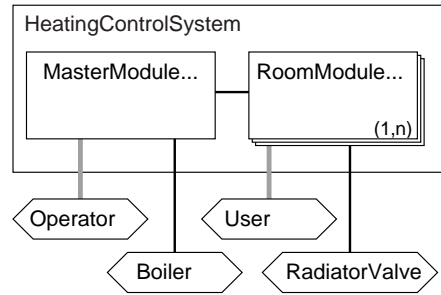 HeatingControlSystem
MasterModule...
RoomModule...
(1,n)
Operator
User
Boiler
RadiatorValve